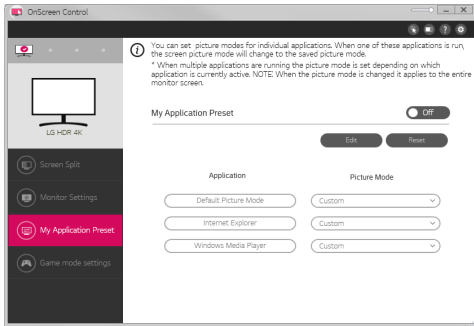 OnScreen Control
You can set picture modes for individual applications. When one of these applications is run,
the screen picture mode will change to the saved picture mode.
* When multiple applications are running the picture mode is set depending on which
application is currently active. NOTE: When the picture mode is changed it applies to the entire
monitor screen.
LG HDR 4K
My Application Preset
Off
Edit
Reset
Screen Split
Monitor Settings
My Application Preset
Game mode settings
Application
Picture Mode
Default Picture Mode
Custom
Internet Explorer
Custom
Windows Media Player
Custom